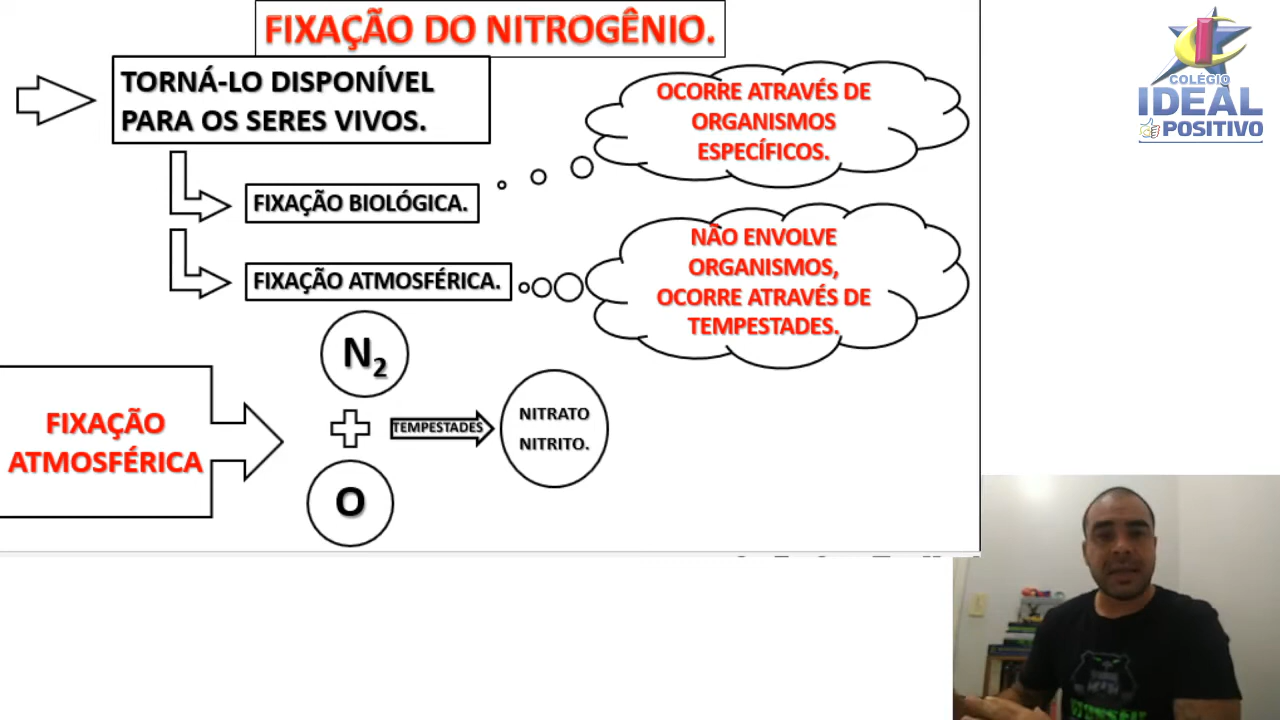 FIXAÇÃO DO NITROGÊNIO.
TORNÁ-LO DISPONÍVEL
PARA OS SERES VIVOS.
OCORRE ATRAVÉS DE
ORGANISMOS
ESPECÍFICOS.
FIXAÇÃO BIOLÓGICA.
NÃO ENVOLVE
ORGANISMOS,
OCORRE ATRAVÉS DE
TEMPESTADES.
FIXAÇÃO ATMOSFÉRICA.
FIXAÇÃO
ATMOSFÉRICA
N2
O
TEMPESTADES
NITRATO
NITRITO.
COLÉGIO
IDEAL
POSITIVO